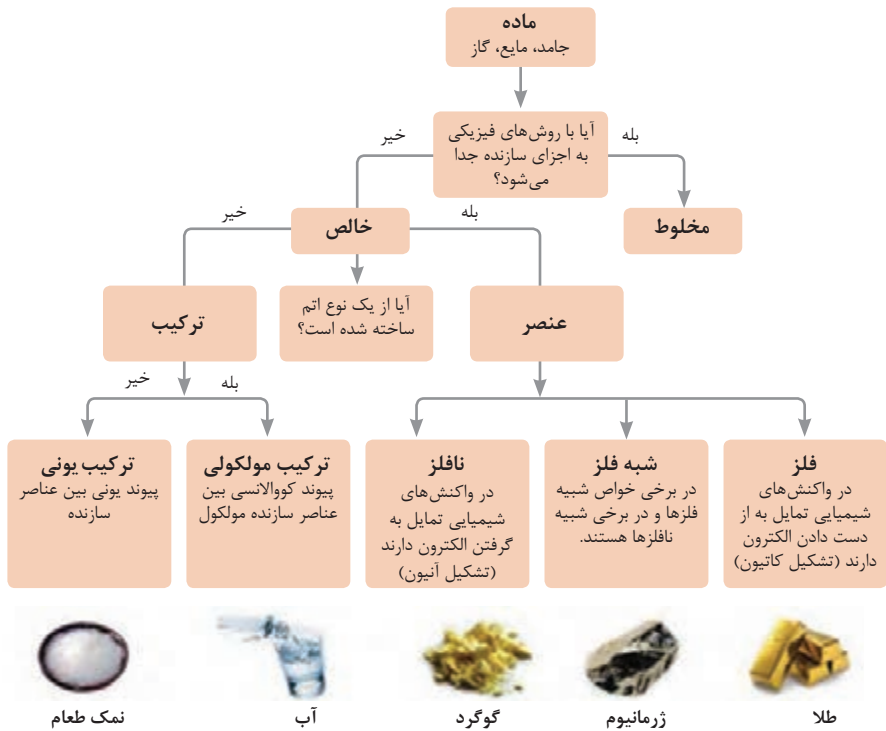 ماده
جامد، مایع، گاز
آیا با روش‌های فیزیکی
به اجزای سازنده جدا
می‌شود؟
بله
خیر
مخلوط
خالص
بله
خیر
عنصر
آیا از یک نوع اتم
ساخته شده است؟
ترکیب
بله
خیر
فلز
در واکنش‌های
شیمیایی تمایل به از
دست دادن الکترون
دارند (تشکیل کاتیون)
شبه فلز
در برخی خواص شبیه
فلزها و در برخی شبیه
نافلزها هستند.
نافلز
در واکنش‌های
شیمیایی تمایل به
گرفتن الکترون دارند
(تشکیل آنیون)
ترکیب مولکولی
پیوند کووالانسی بین
عناصر سازنده مولکول
ترکیب یونی
پیوند یونی بین عناصر
سازنده
طلا
ژرمانیوم
گوگرد
آب
نمک طعام